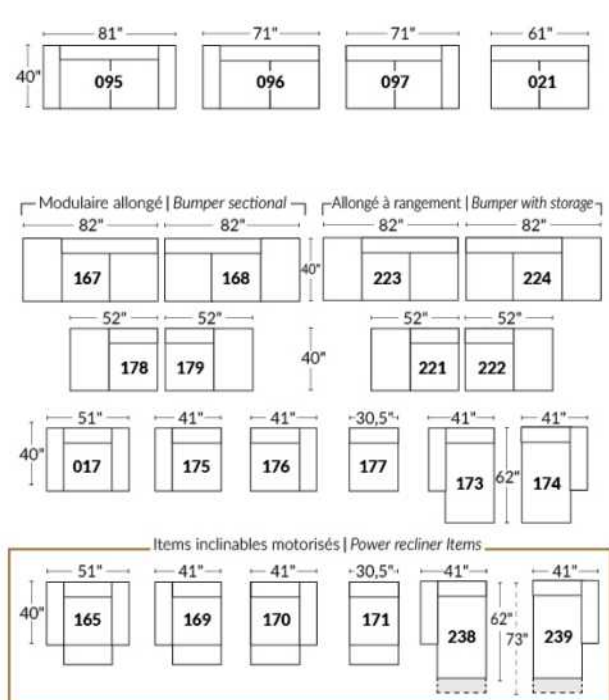 81" 71" 71" 61"
40"
095 096 097 021
Modulaire allongé | Bumper sectional Allongé à rangement | Bumper with storage
82" 82" 82" 82"
167 168 40" 223 224
52" 52" 52" 52"
178 179 40" 221 222
51" 41" 41" 30,5" 41" 41"
40" 017 175 176 177 173 62" 174
Items inclinables motorisés | Power recliner Items
51" 41" 41" 30,5" 41" 41"
40" 165 169 170 171 238 62" 73" 239